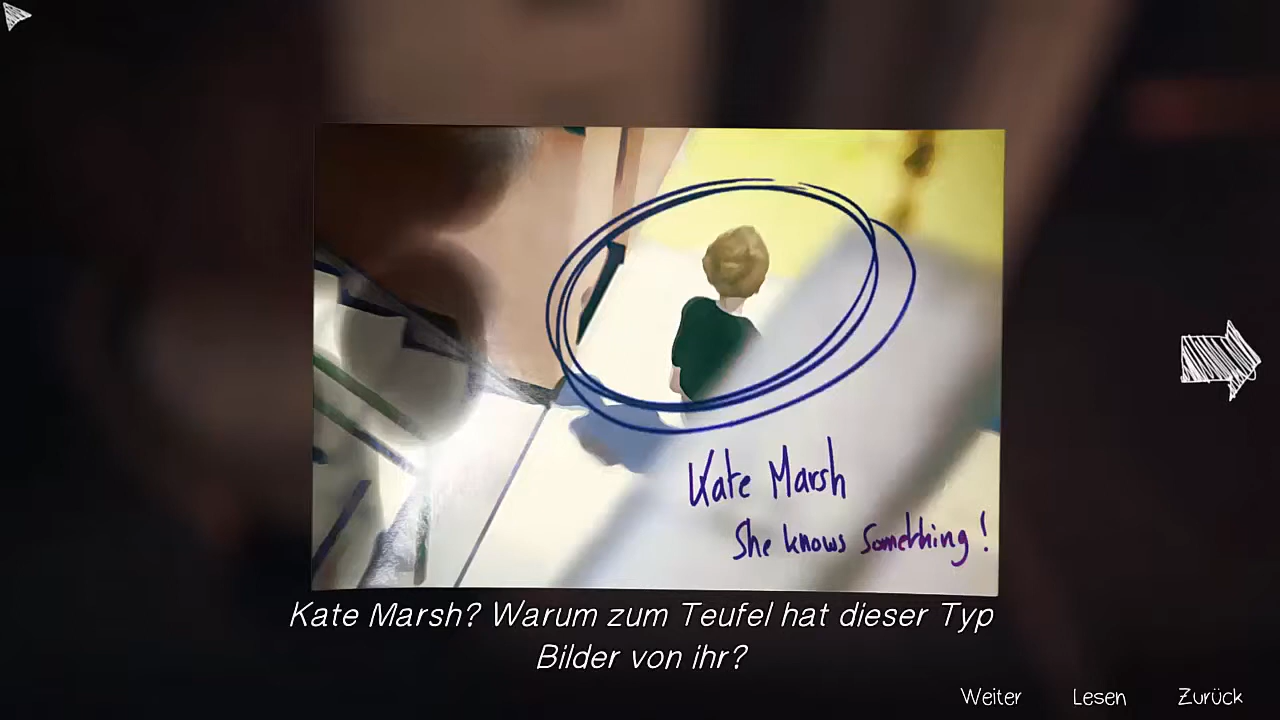 Kate Marsh
She knows something!
Kate Marsh? Warum zum Teufel hat dieser Typ
Bilder von ihr?
Weiter Lesen Zurück